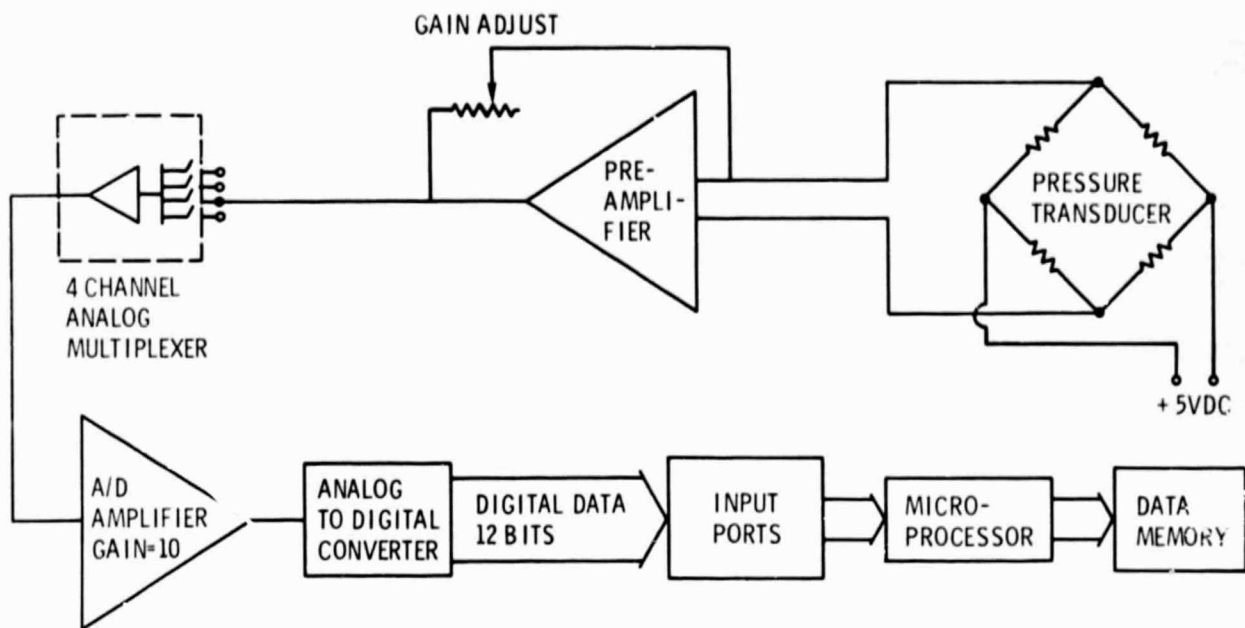 GAIN ADJUST
PRE-
AMPLI-
FIER
PRESSURE
TRANSDUCER
4 CHANNEL
ANALOG
MULTIPLEXER
+ 5VDC
A/D
AMPLIFIER
GAIN=10
ANALOG
TO DIGITAL
CONVERTER
DIGITAL DATA
12 BITS
INPUT
PORTS
MICRO-
PROCESSOR
DATA
MEMORY